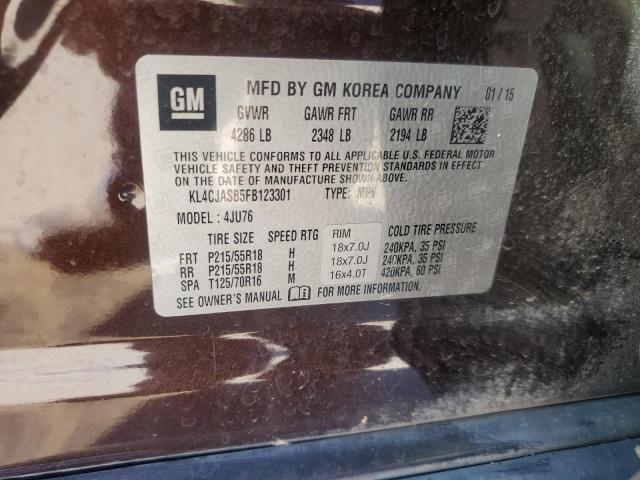 GM
MFD BY GM KOREA COMPANY 01 / 15
GVWR GAWR FRT GAWR RR
4286 LB 2348 LB 2194 LB
THIS VEHICLE CONFORMS TO ALL APPLICABLE U.S. FEDERAL MOTOR
VEHICLE SAFETY, BUMPER, AND THEFT PREVENTION
STANDARDS IN EFFECT ON THE
DATE OF MANUFACTURE SHOWN ABOVE.
KL4CJASB5FB123301 TYPE: MPV
MODEL : 4JU76
TIRE SIZE SPEED RTG RIM COLD TIRE PRESSURE
FRT P215/55R18 H 18x7.0J 240KPA, 35 PSI
RR P215/55R18 H 18x7.0J 240KPA, 35 PSI
SPA T125/70R16 M 16x4.0T 420KPA, 60 PSI
SEE OWNER'S MANUAL FOR MORE INFORMATION.